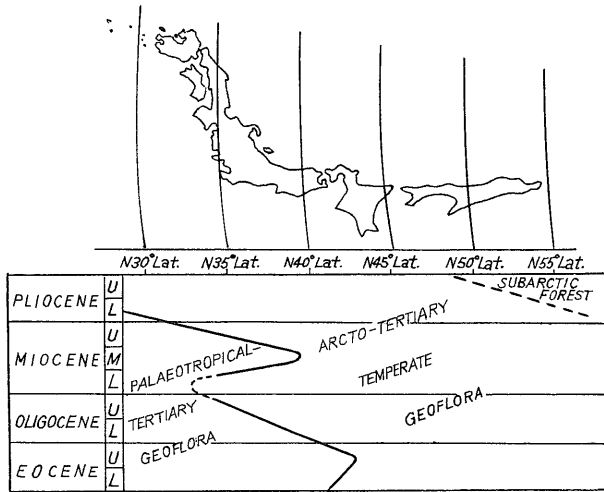 N30°Lat. N35°Lat. N40°Lat. N45°Lat. N50°Lat. N55°Lat.
PLIOCENE U L
SUBARCTIC FOREST
MIOCENE U M L
ARCTO-TERTIARY
PALAEOTROPICAL-
TEMPERATE
OLIGOCENE U L
TERTIARY
GEOFLORA
EOCENE U L
GEOFLORA